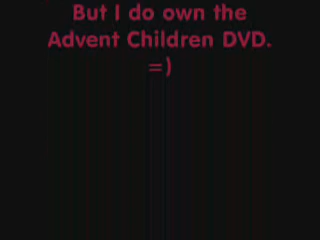 But I do own the
Advent Children DVD.
=)